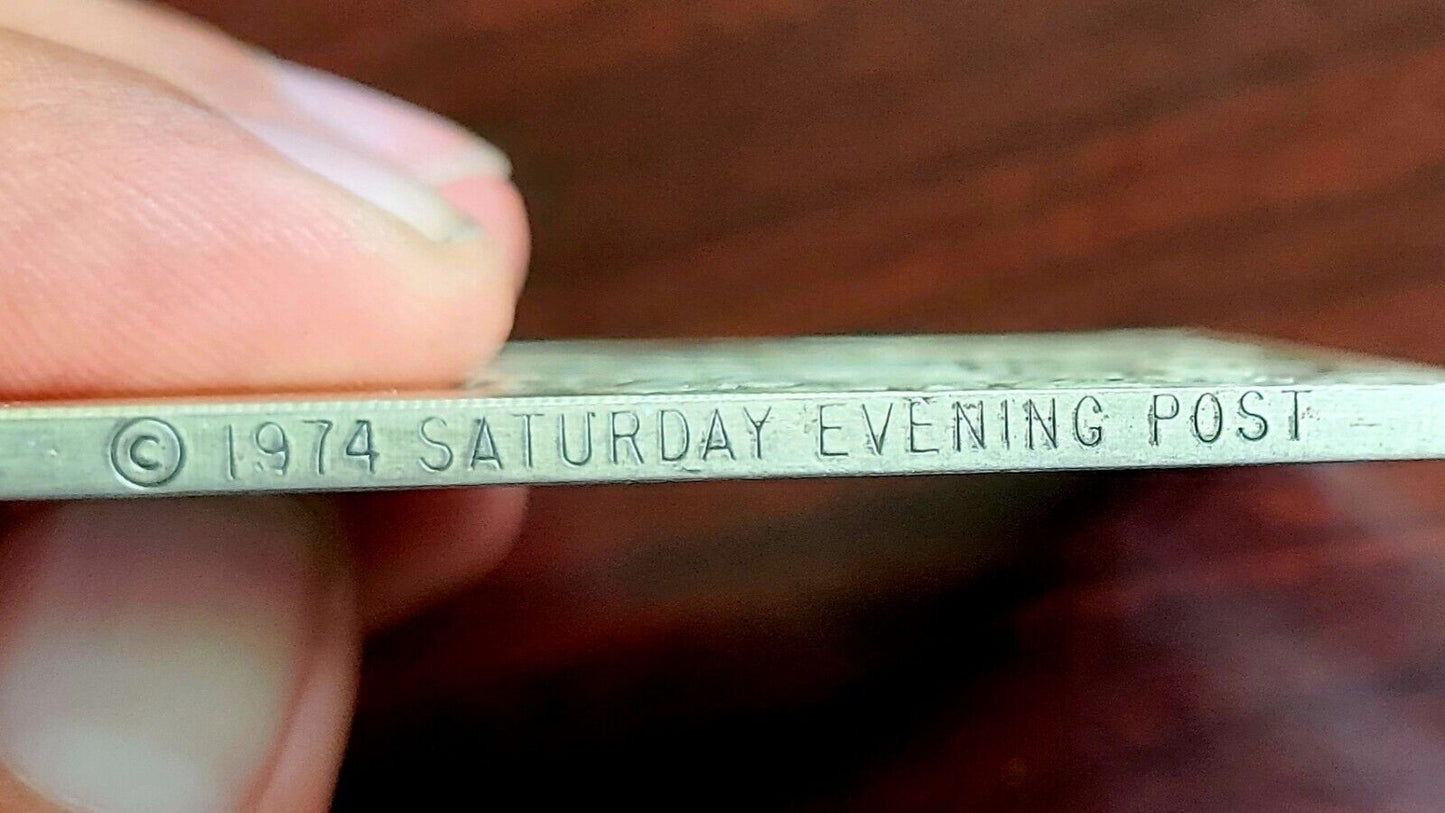 © 1974 SATURDAY EVENING POST